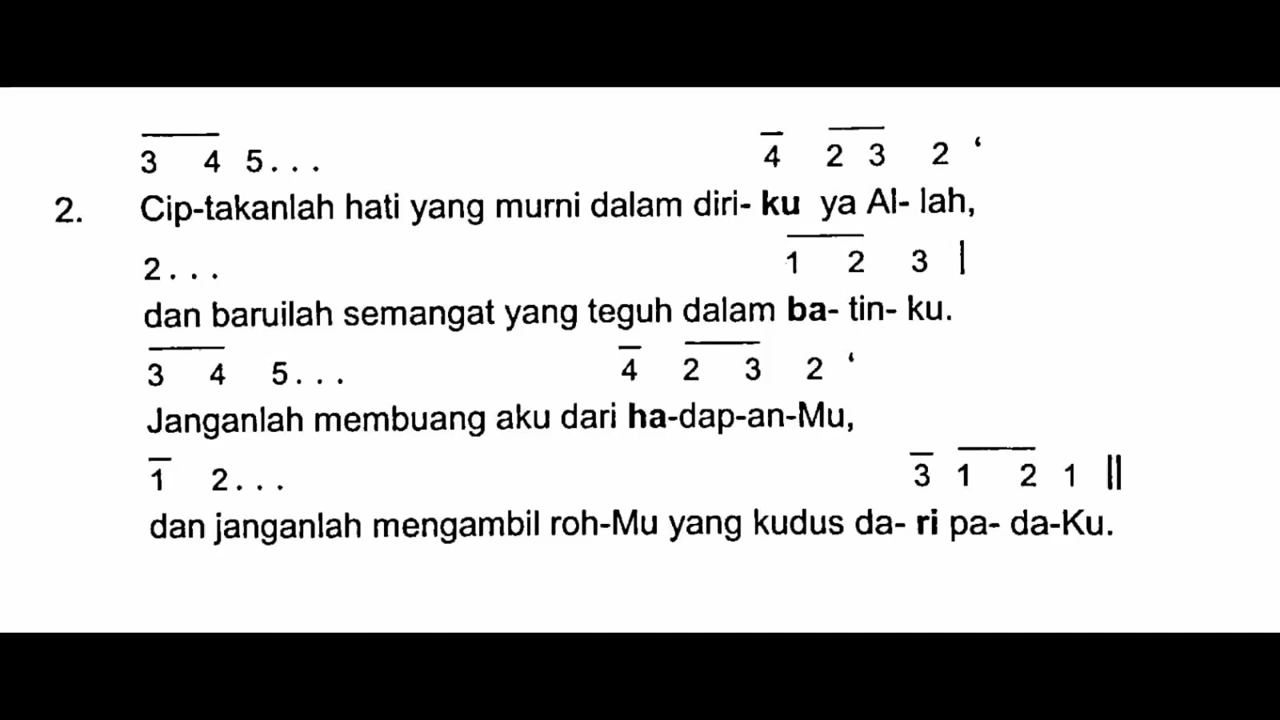 3 4 5... 4 2 3 2 ‘
2. Cip-takanlah hati yang murni dalam diri- ku ya Al- lah,
2... 1 2 3 |
dan baruilah semangat yang teguh dalam ba- tin- ku.
3 4 5... 4 2 3 2 ‘
Janganlah membuang aku dari ha-dap-an-Mu,
1 2... 3 1 2 1 ||
dan janganlah mengambil roh-Mu yang kudus da- ri pa- da-Ku.